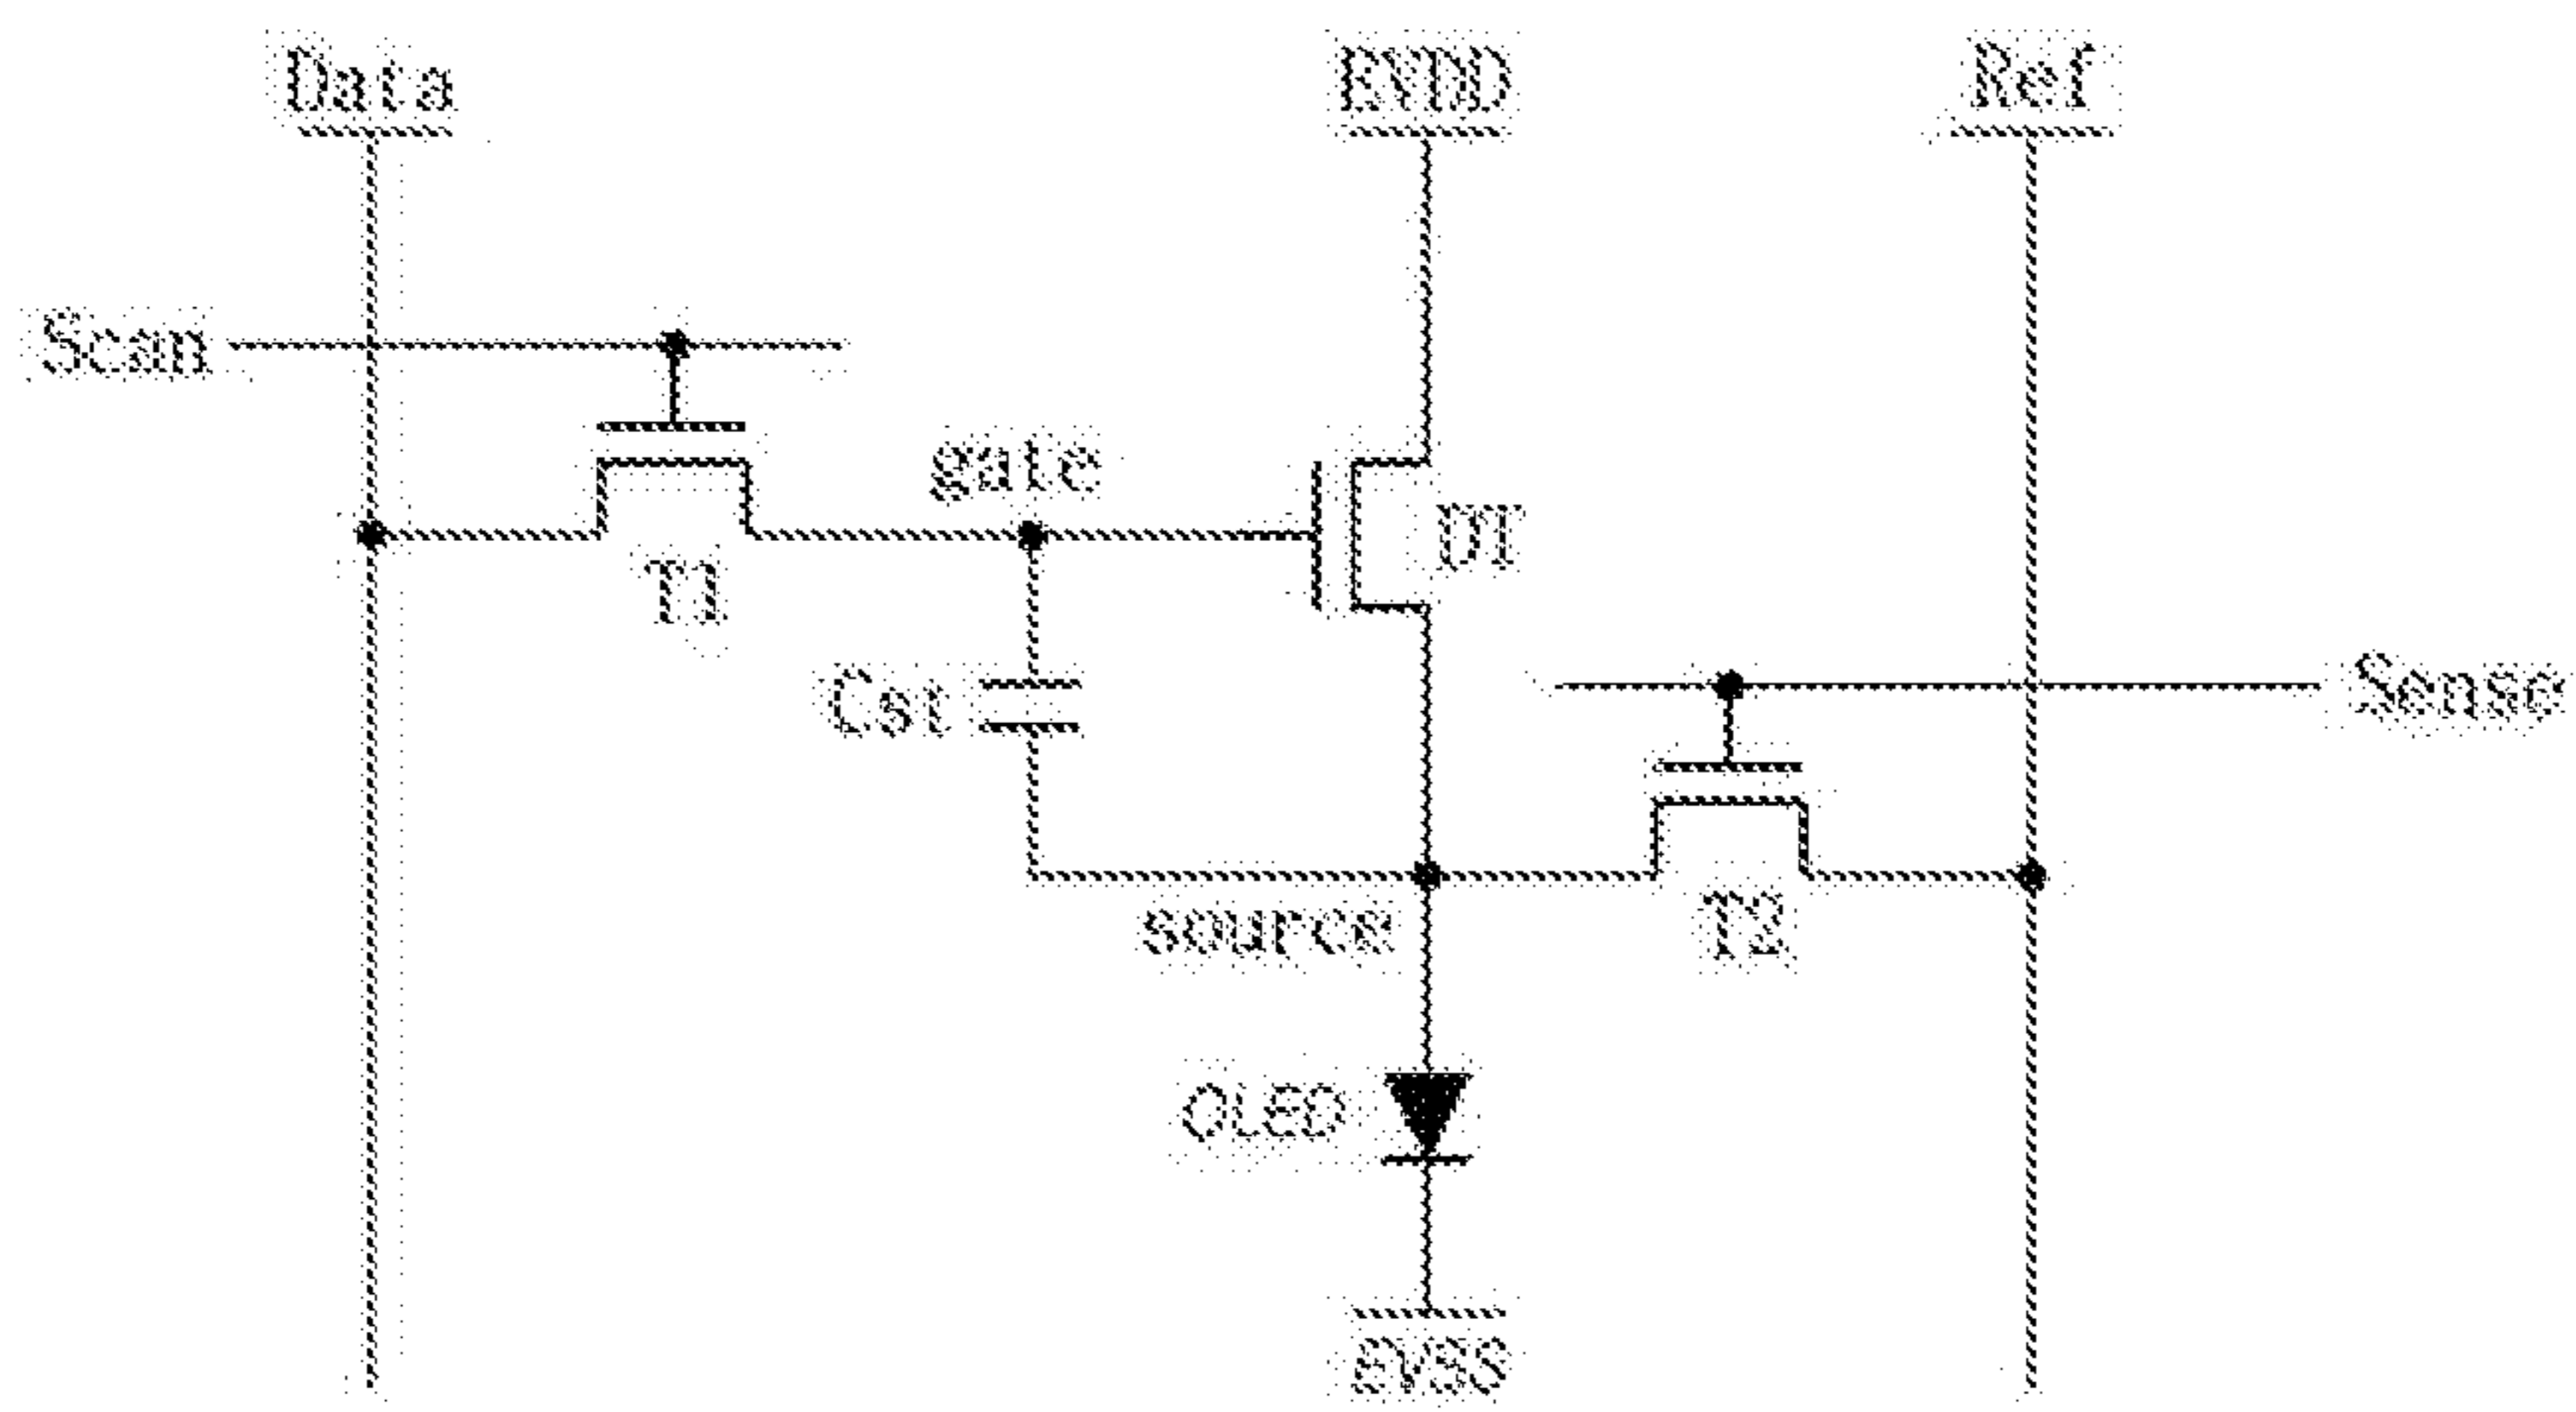 Data
EVDD
Ref
Scan
gate
DT
T1
Cst
Sense
source
T2
OLED
EVSS